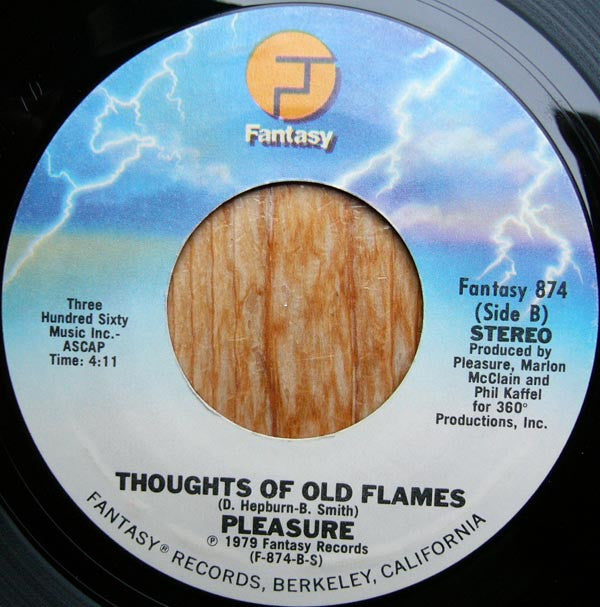 Fantasy
Three
Hundred Sixty
Music Inc.-
ASCAP
Time: 4:11
Fantasy 874
(Side B)
STEREO
Produced by
Pleasure, Marlon
McClain and
Phil Kaffel
for 360°
Productions, Inc.
THOUGHTS OF OLD FLAMES
(D. Hepburn-B. Smith)
PLEASURE
℗ 1979 Fantasy Records
(F-874-B-S)
FANTASY® RECORDS, BERKELEY, CALIFORNIA